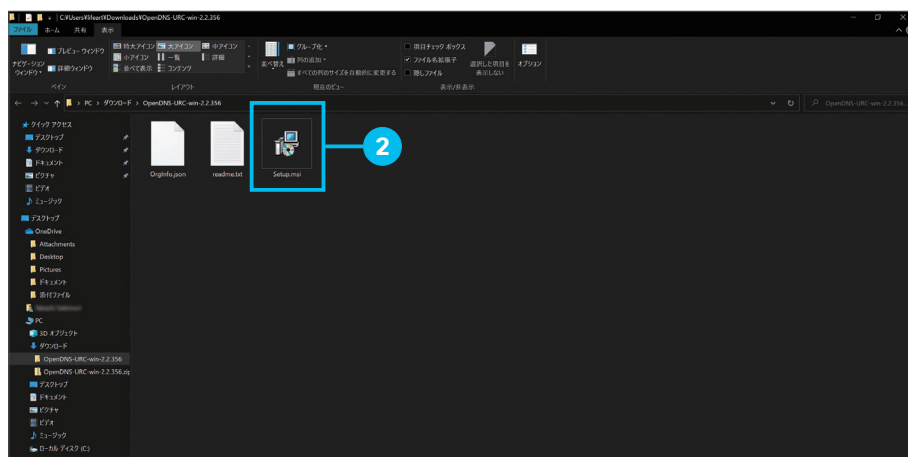 C:¥Users¥lifeart¥Downloads¥OpenDNS-URC-win-2.2.356
ファイル ホーム 共有 表示
ナビゲーション ウィンドウ プレビュー ウィンドウ 詳細ウィンドウ
特大アイコン 大アイコン 中アイコン
小アイコン 一覧 詳細
並べて表示 コンテンツ
並べ替え グループ化
列の追加
すべての列のサイズを自動的に変更する
項目チェック ボックス
ファイル名拡張子
隠しファイル
選択した項目を
表示しない
オプション
ペイン レイアウト 現在のビュー 表示/非表示
PC > ダウンロード > OpenDNS-URC-win-2.2.356
OpenDNS-URC-win-2.2.356...
クイック アクセス
デスクトップ
ダウンロード
ドキュメント
ピクチャ
ビデオ
ミュージック
デスクトップ
OneDrive
Attachments
Desktop
Pictures
ドキュメント
添付ファイル
PC
3D オブジェクト
ダウンロード
OpenDNS-URC-win-2.2.356
OpenDNS-URC-win-2.2.356.zip
デスクトップ
ドキュメント
ピクチャ
ビデオ
ミュージック
ローカル ディスク (C:)
OrgInfo.json
readme.txt
Setup.msi
2